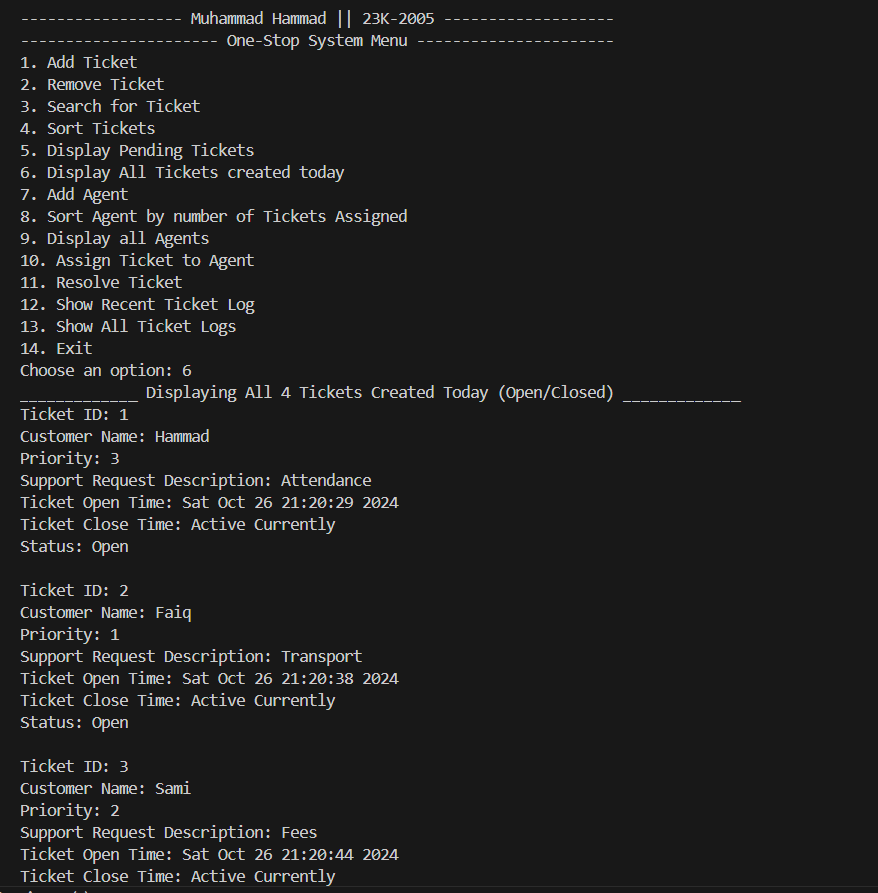 ------------------ Muhammad Hammad || 23K-2005 -------------------
---------------------- One-Stop System Menu ----------------------
1. Add Ticket
2. Remove Ticket
3. Search for Ticket
4. Sort Tickets
5. Display Pending Tickets
6. Display All Tickets created today
7. Add Agent
8. Sort Agent by number of Tickets Assigned
9. Display all Agents
10. Assign Ticket to Agent
11. Resolve Ticket
12. Show Recent Ticket Log
13. Show All Ticket Logs
14. Exit
Choose an option: 6
_____________ Displaying All 4 Tickets Created Today (Open/Closed) _____________
Ticket ID: 1
Customer Name: Hammad
Priority: 3
Support Request Description: Attendance
Ticket Open Time: Sat Oct 26 21:20:29 2024
Ticket Close Time: Active Currently
Status: Open

Ticket ID: 2
Customer Name: Faiq
Priority: 1
Support Request Description: Transport
Ticket Open Time: Sat Oct 26 21:20:38 2024
Ticket Close Time: Active Currently
Status: Open

Ticket ID: 3
Customer Name: Sami
Priority: 2
Support Request Description: Fees
Ticket Open Time: Sat Oct 26 21:20:44 2024
Ticket Close Time: Active Currently